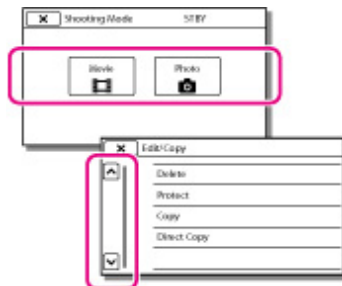 Shooting Mode STBY
Movie Photo
Edit/Copy
Delete
Protect
Copy
Direct Copy